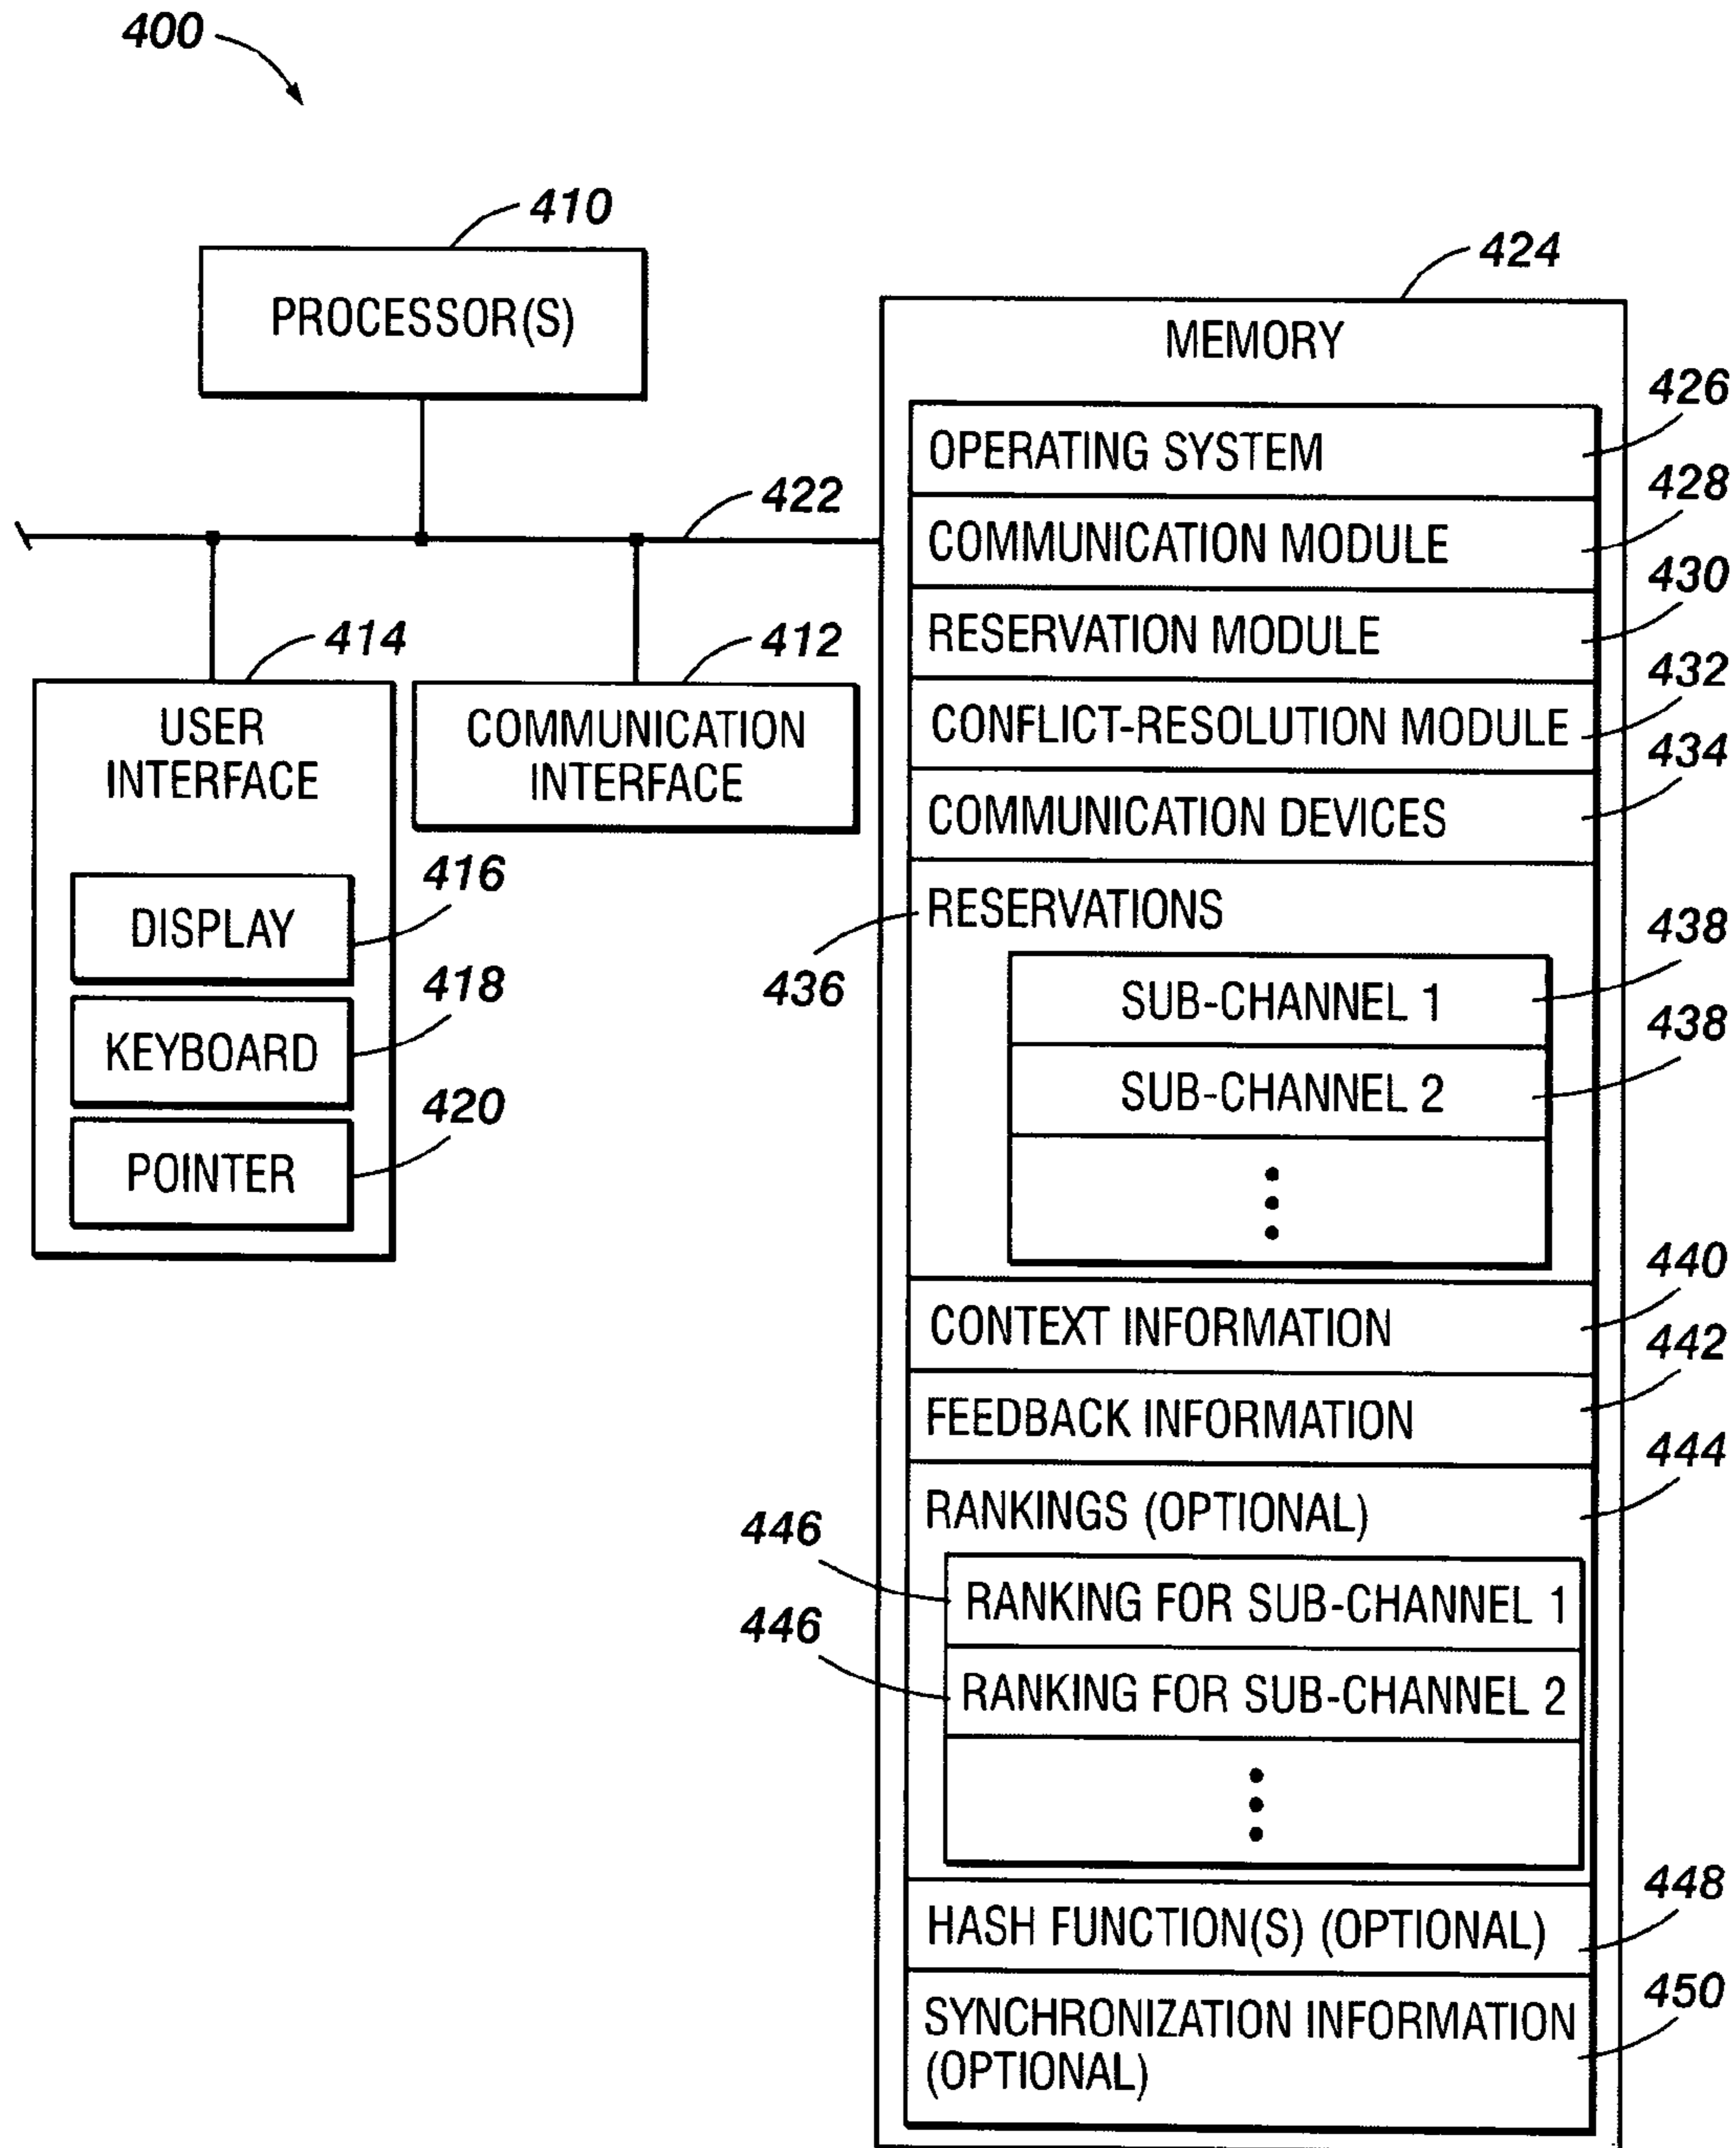 400
410
PROCESSOR(S)
424
MEMORY
426
OPERATING SYSTEM
428
COMMUNICATION MODULE
430
RESERVATION MODULE
432
CONFLICT-RESOLUTION MODULE
434
COMMUNICATION DEVICES
422
414
USER
INTERFACE
412
COMMUNICATION
INTERFACE
416
DISPLAY
418
KEYBOARD
420
POINTER
RESERVATIONS
436
438
SUB-CHANNEL 1
438
SUB-CHANNEL 2
440
CONTEXT INFORMATION
442
FEEDBACK INFORMATION
444
RANKINGS (OPTIONAL)
446
RANKING FOR SUB-CHANNEL 1
446
RANKING FOR SUB-CHANNEL 2
448
HASH FUNCTION(S) (OPTIONAL)
450
SYNCHRONIZATION INFORMATION
(OPTIONAL)